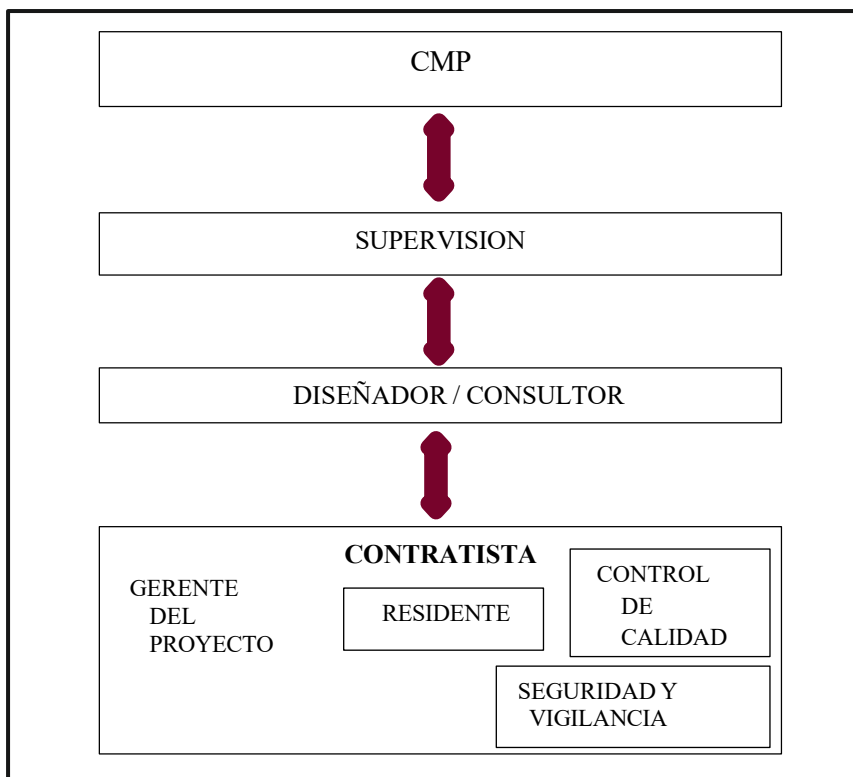 CMP
SUPERVISION
DISEÑADOR / CONSULTOR
CONTRATISTA
GERENTE
DEL
PROYECTO
RESIDENTE
CONTROL
DE
CALIDAD
SEGURIDAD Y
VIGILANCIA